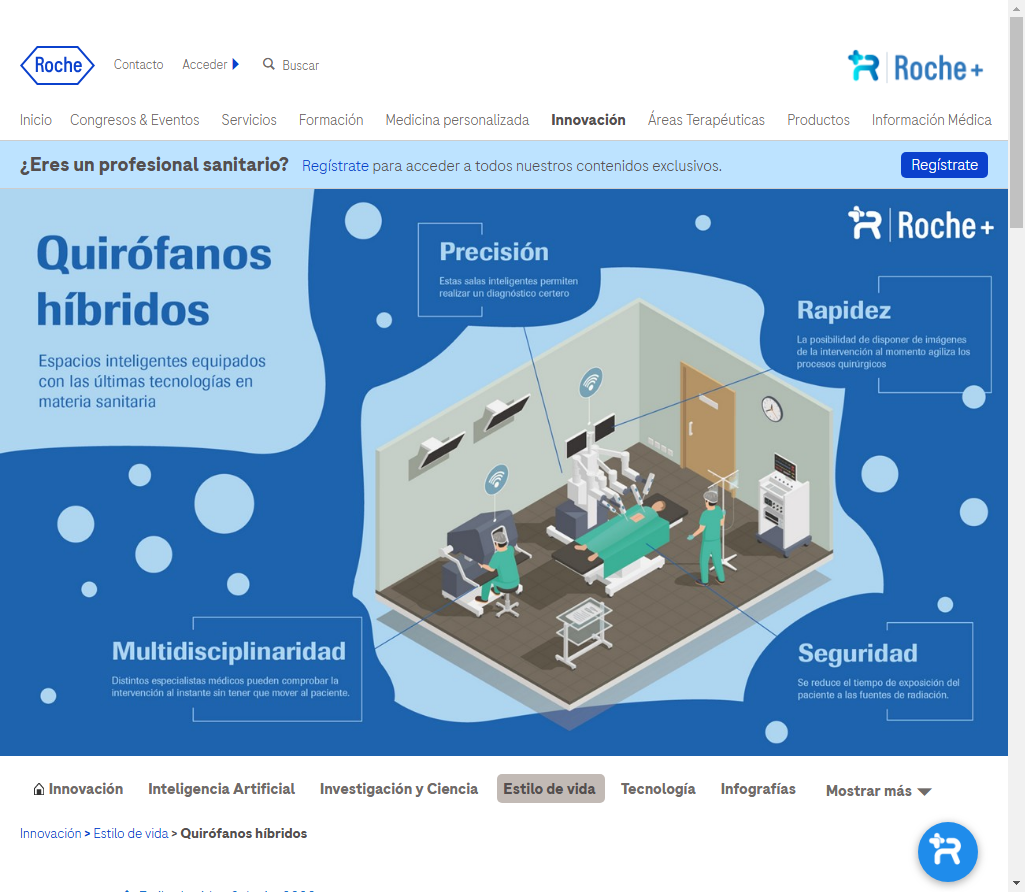 Roche
Contacto
Acceder
Buscar
Roche+
Inicio
Congresos & Eventos
Servicios
Formación
Medicina personalizada
Innovación
Áreas Terapéuticas
Productos
Información Médica
¿Eres un profesional sanitario?
Regístrate para acceder a todos nuestros contenidos exclusivos.
Regístrate
Quirófanos
híbridos
Espacios inteligentes equipados
con las últimas tecnologías en
materia sanitaria
Precisión
Estas salas inteligentes permiten
realizar un diagnóstico certero
Roche+
Rapidez
La posibilidad de disponer de imágenes
de la intervención al momento agiliza los
procesos quirúrgicos
Multidisciplinaridad
Distintos especialistas médicos pueden comprobar la
intervención al instante sin tener que mover al paciente.
Seguridad
Se reduce el tiempo de exposición del
paciente a las fuentes de radiación.
Innovación
Inteligencia Artificial
Investigación y Ciencia
Estilo de vida
Tecnología
Infografías
Mostrar más
Innovación > Estilo de vida > Quirófanos híbridos